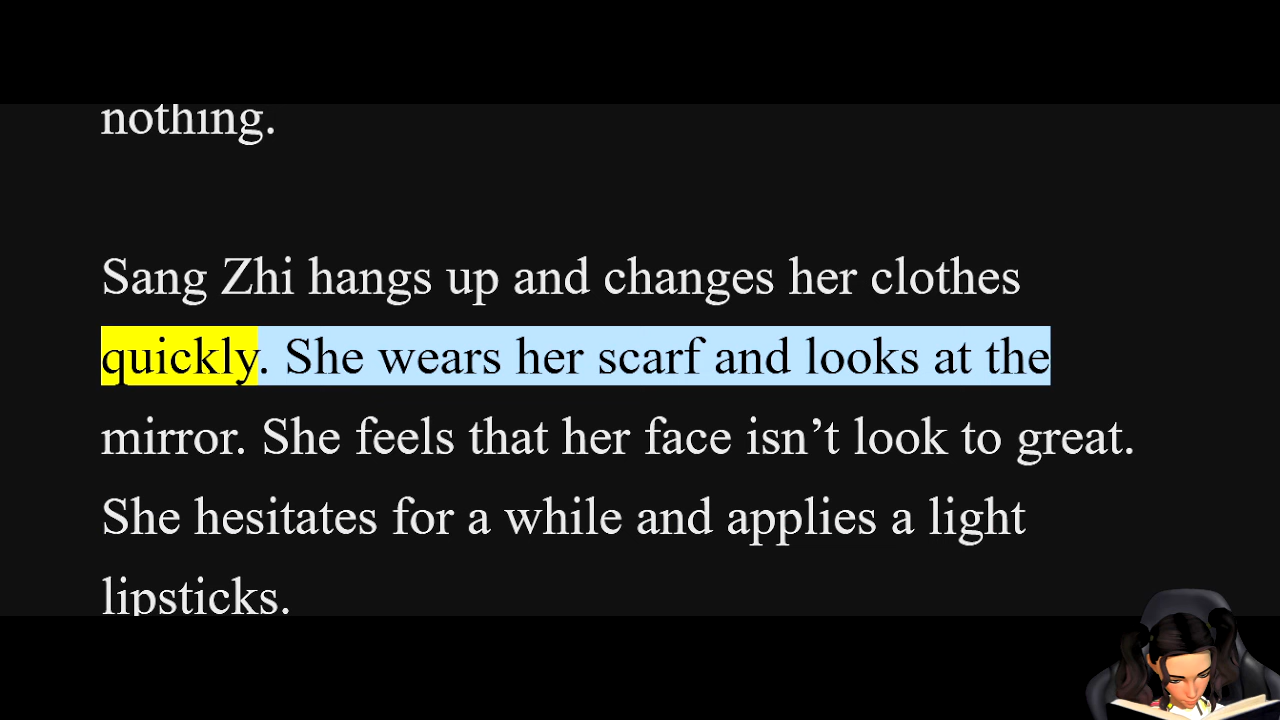 nothing.
Sang Zhi hangs up and changes her clothes
quickly. She wears her scarf and looks at the
mirror. She feels that her face isn’t look to great.
She hesitates for a while and applies a light
lipsticks.